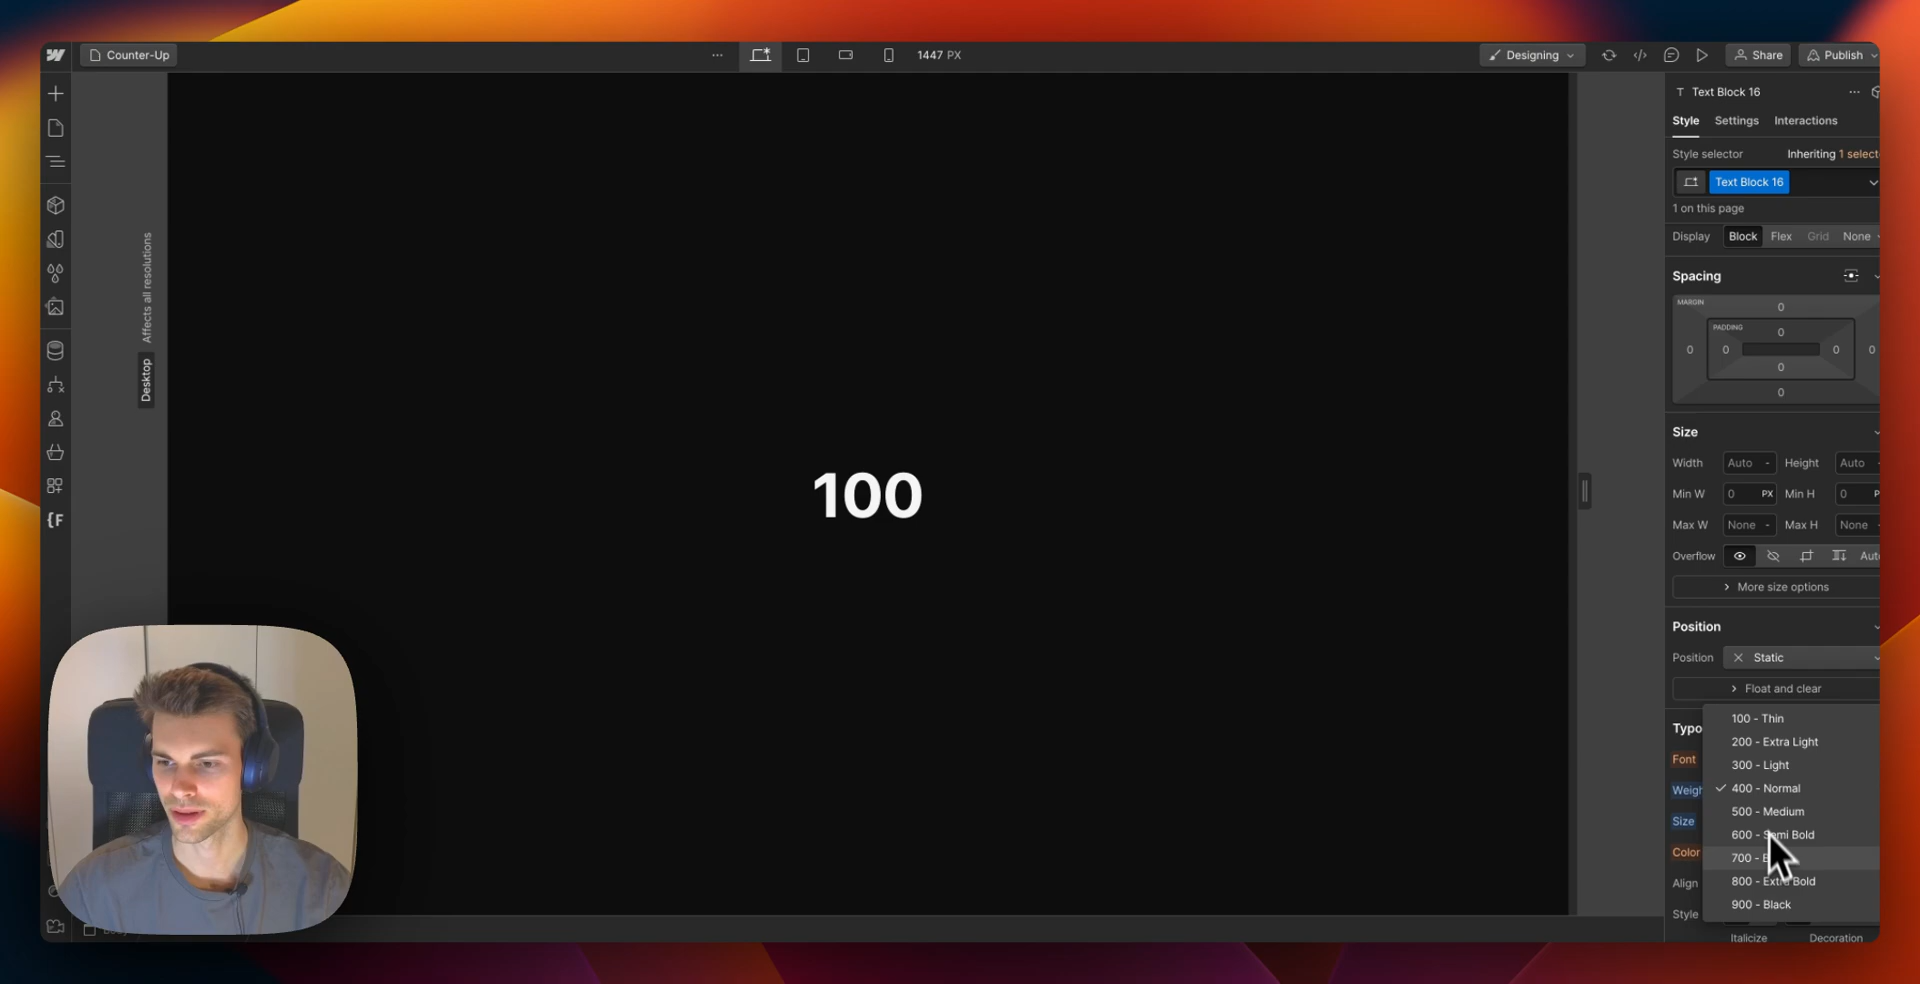 Counter-Up
1447 PX
Designing
Share
Publish
Text Block 16
Style Settings Interactions
Style selector
Inheriting 1 select
Text Block 16
1 on this page
Display Block Flex Grid None
Spacing
MARGIN
0
PADDING
0
0 0 0 0
0
0
Size
Width Auto - Height Auto -
Min W 0 PX Min H 0 P
Max W None - Max H None -
Overflow Aut
More size options
Position
Position Static
Float and clear
Typo
Font
Weigh
Size
Color
Align
Style
100 - Thin
200 - Extra Light
300 - Light
400 - Normal
500 - Medium
600 - Semi Bold
700 - B
800 - Extra Bold
900 - Black
Italicize Decoration
Affects all resolutions
Desktop
100